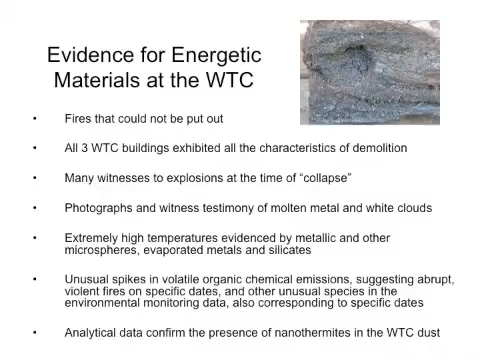 Evidence for Energetic
Materials at the WTC
• Fires that could not be put out
• All 3 WTC buildings exhibited all the characteristics of demolition
• Many witnesses to explosions at the time of “collapse”
• Photographs and witness testimony of molten metal and white clouds
• Extremely high temperatures evidenced by metallic and other
microspheres, evaporated metals and silicates
• Unusual spikes in volatile organic chemical emissions, suggesting abrupt,
violent fires on specific dates, and other unusual species in the
environmental monitoring data, also corresponding to specific dates
• Analytical data confirm the presence of nanothermites in the WTC dust